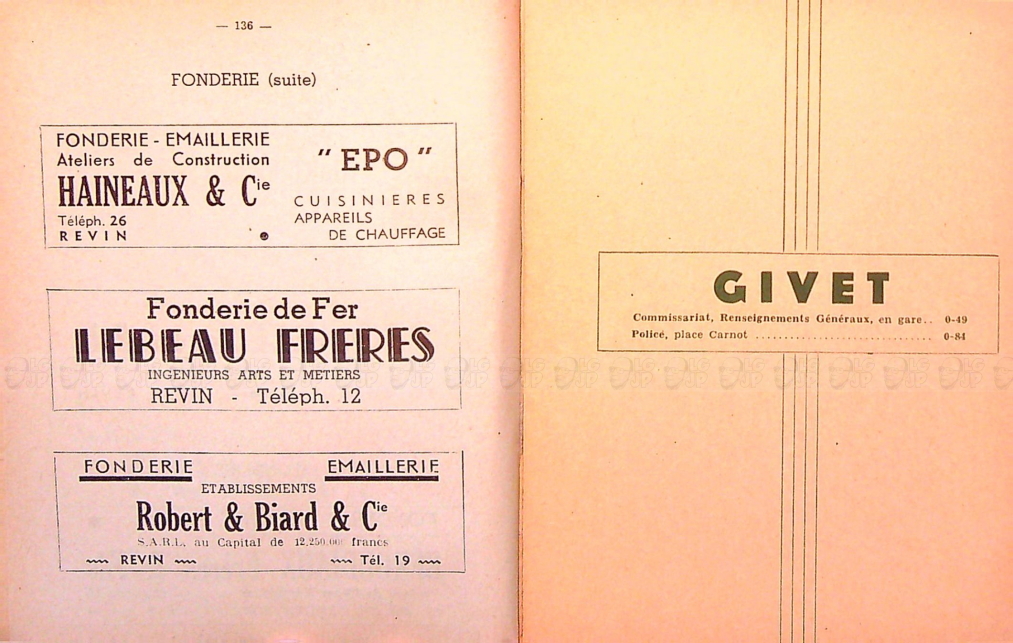 — 136 —
FONDERIE (suite)
FONDERIE - EMAILLERIE
Ateliers de Construction
HAINEAUX & Cie
Téléph. 26
REVIN
" EPO "
CUISINIERES
APPAREILS
DE CHAUFFAGE
Fonderie de Fer
LEBEAU FRERES
INGENIEURS ARTS ET METIERS
REVIN - Téléph. 12
FONDERIE EMAILLERIE
ETABLISSEMENTS
Robert & Biard & Cie
S.A.R.L. au Capital de 12,250,000 francs
REVIN Tél. 19
GIVET
Commissariat, Renseignements Généraux, en gare.. 0-49
Police, place Carnot .............................. 0-84